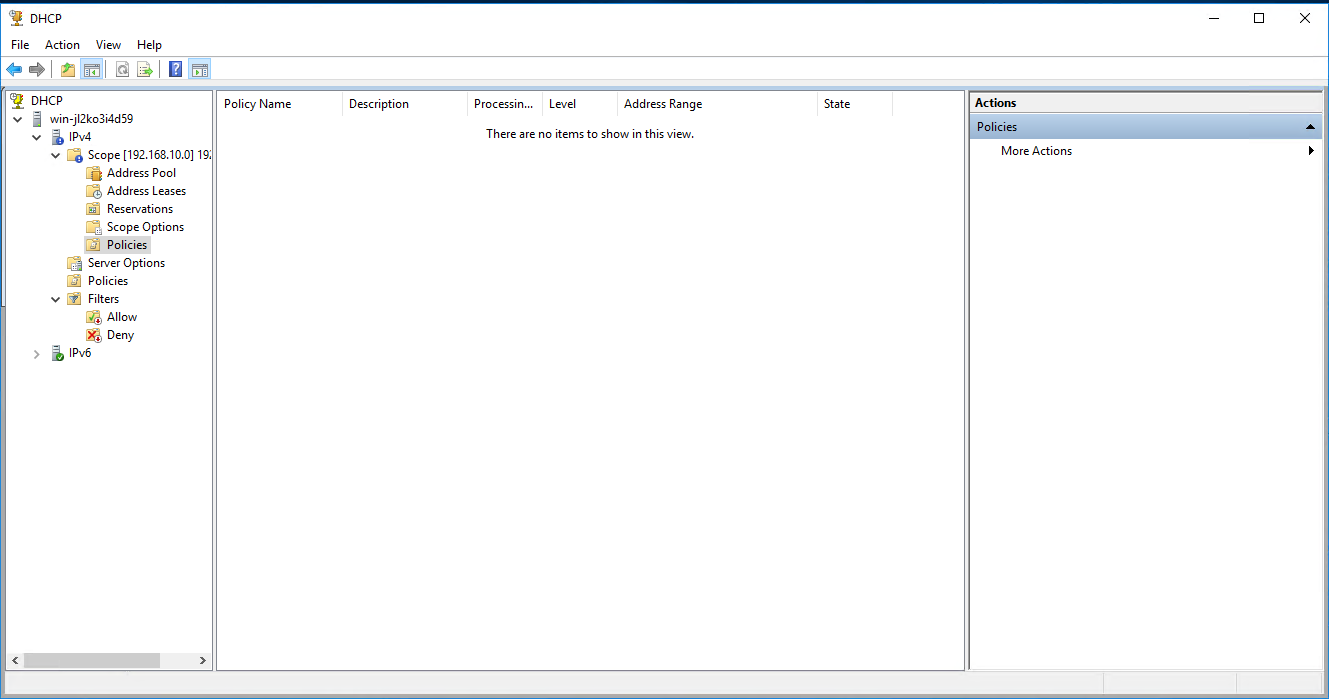 DHCP
File Action View Help
DHCP
win-jl2ko3i4d59
IPv4
Scope [192.168.10.0] 192
Address Pool
Address Leases
Reservations
Scope Options
Policies
Server Options
Policies
Filters
Allow
Deny
IPv6
Policy Name Description Processin... Level Address Range State
There are no items to show in this view.
Actions
Policies
More Actions